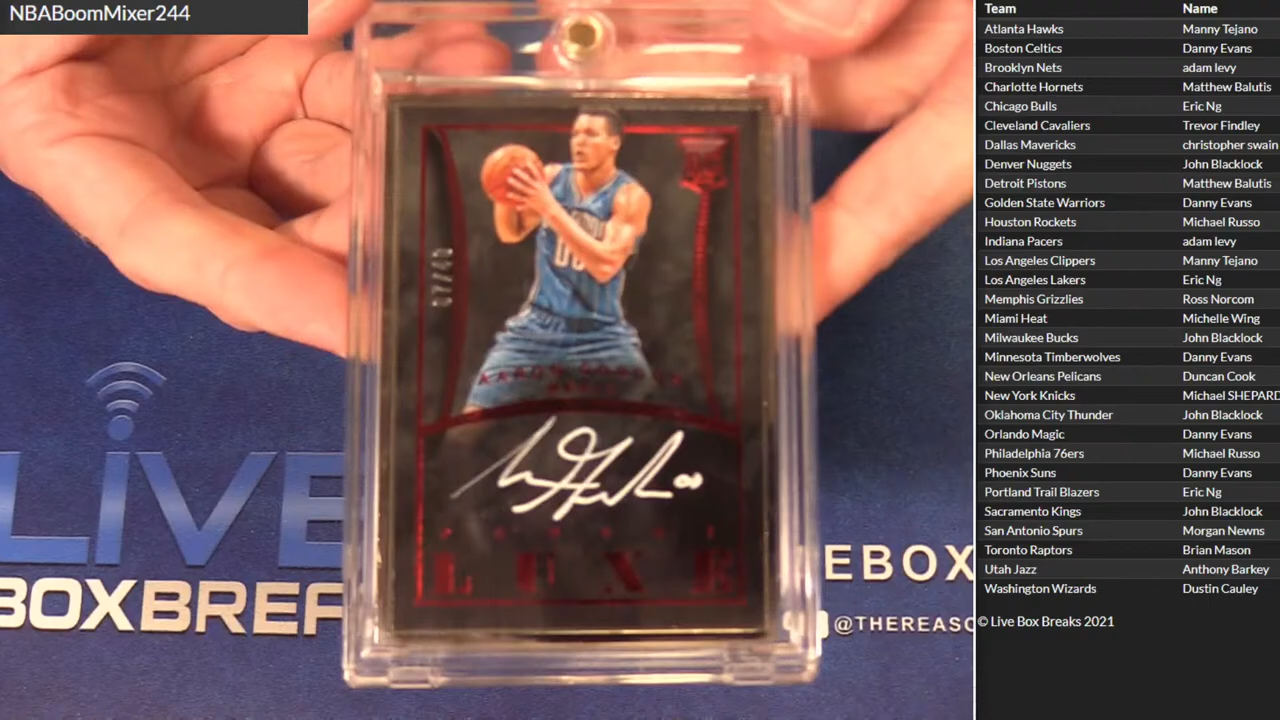 NBABoomMixer244
07/40
AARON GORDON
LUXE
LIVE
BOXBREA
EBOX
@THEREASO
Team Name
Atlanta Hawks Manny Tejano
Boston Celtics Danny Evans
Brooklyn Nets adam levy
Charlotte Hornets Matthew Balutis
Chicago Bulls Eric Ng
Cleveland Cavaliers Trevor Findley
Dallas Mavericks christopher swain
Denver Nuggets John Blacklock
Detroit Pistons Matthew Balutis
Golden State Warriors Danny Evans
Houston Rockets Michael Russo
Indiana Pacers adam levy
Los Angeles Clippers Manny Tejano
Los Angeles Lakers Eric Ng
Memphis Grizzlies Ross Norcom
Miami Heat Michelle Wing
Milwaukee Bucks John Blacklock
Minnesota Timberwolves Danny Evans
New Orleans Pelicans Duncan Cook
New York Knicks Michael SHEPARD
Oklahoma City Thunder John Blacklock
Orlando Magic Danny Evans
Philadelphia 76ers Michael Russo
Phoenix Suns Danny Evans
Portland Trail Blazers Eric Ng
Sacramento Kings John Blacklock
San Antonio Spurs Morgan Newns
Toronto Raptors Brian Mason
Utah Jazz Anthony Barkey
Washington Wizards Dustin Cauley
© Live Box Breaks 2021